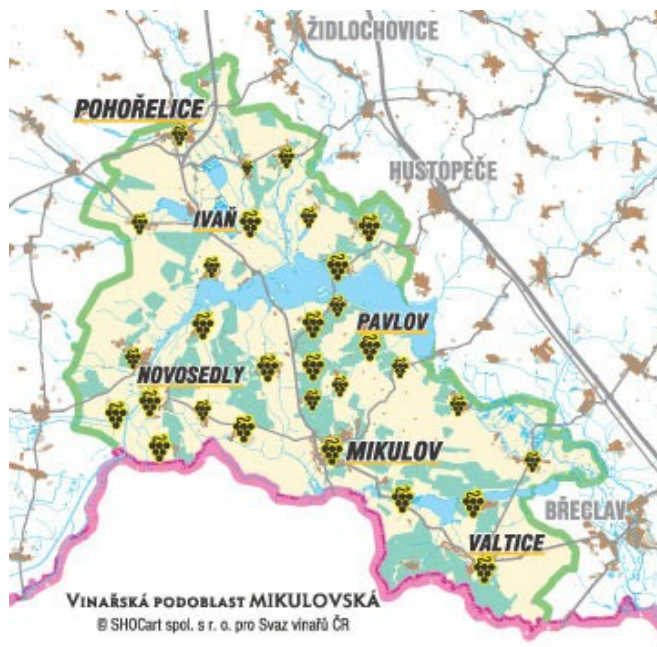 ŽIDLOCHOVICE
POHOŘELICE
HUSTOPEČE
IVAŇ
PAVLOV
NOVOSEDLY
MIKULOV
BŘECLAV
VALTICE
VINAŘSKÁ PODOBLAST MIKULOVSKÁ
© SHOCart spol. s r. o. pro Svaz vinařů ČR